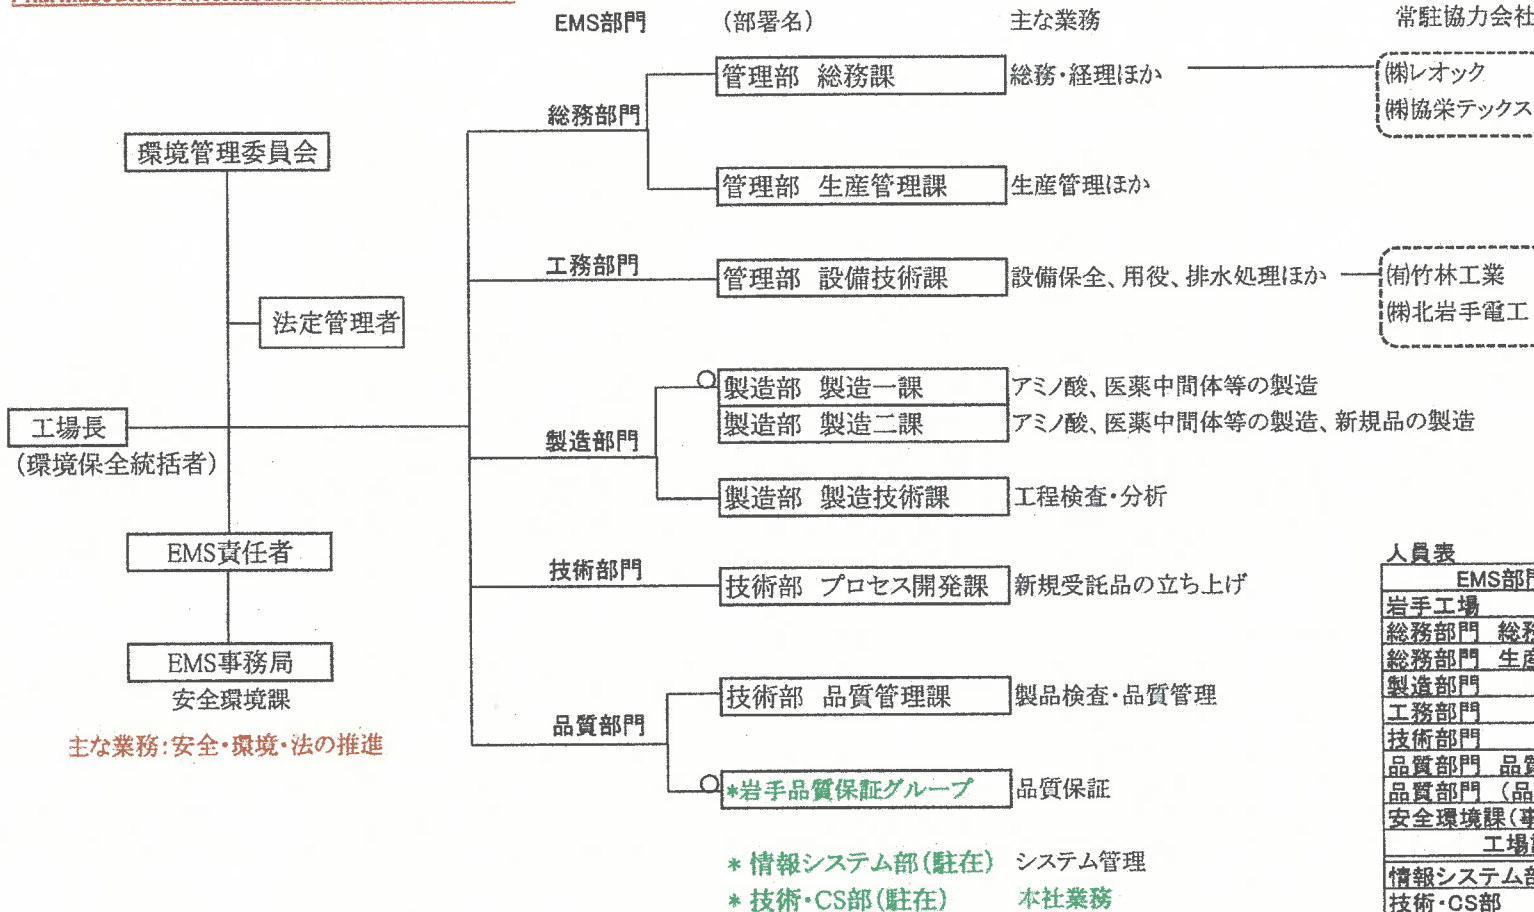 EMS部門 (部署名) 主な業務 常駐協力会社
管理部 総務課 総務・経理ほか ㈱レオック
㈱協栄テックス
総務部門
環境管理委員会
管理部 生産管理課 生産管理ほか
工務部門
管理部 設備技術課 設備保全、用役、排水処理ほか ㈲竹林工業
㈱北岩手電工
法定管理者
製造部 製造一課 アミノ酸、医薬中間体等の製造
製造部 製造二課 アミノ酸、医薬中間体等の製造、新規品の製造
工場長
(環境保全統括者)
製造部門
製造部 製造技術課 工程検査・分析
EMS責任者
技術部門
技術部 プロセス開発課 新規受託品の立ち上げ
EMS事務局
安全環境課
主な業務:安全・環境・法の推進
技術部 品質管理課 製品検査・品質管理
品質部門
*岩手品質保証グループ 品質保証
* 情報システム部(駐在) システム管理
* 技術・CS部(駐在) 本社業務
人員表
EMS部門
岩手工場
総務部門 総務
総務部門 生産
製造部門
工務部門
技術部門
品質部門 品質
品質部門 (品
安全環境課(事
工場
情報システム部
技術・CS部